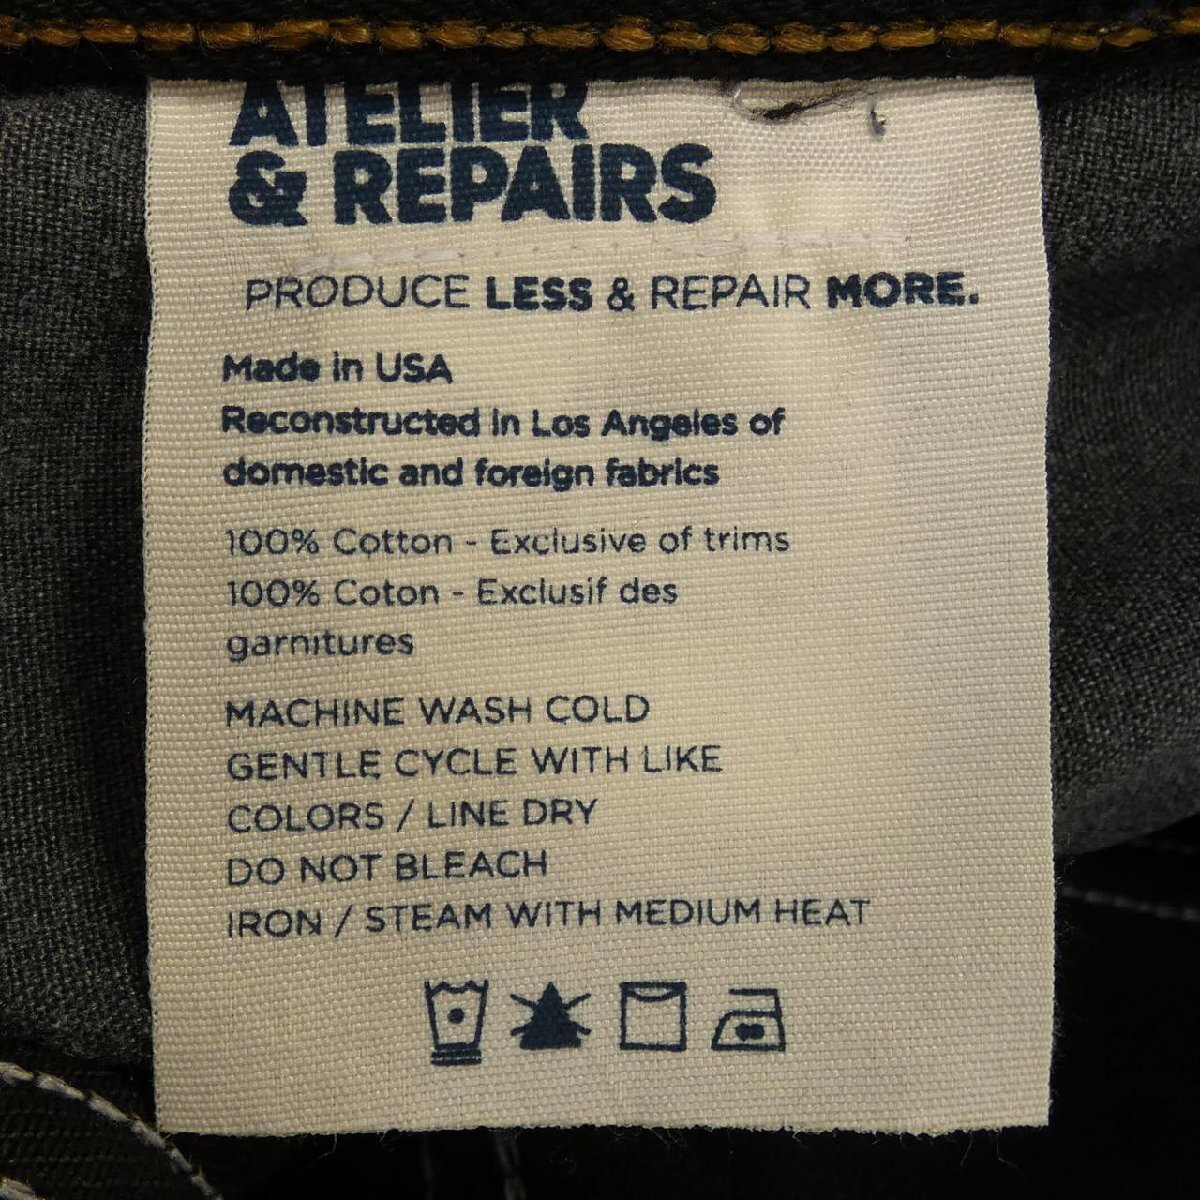 ATELIER
& REPAIRS
PRODUCE LESS & REPAIR MORE.
Made in USA
Reconstructed in Los Angeles of
domestic and foreign fabrics
100% Cotton - Exclusive of trims
100% Coton - Exclusif des
garnitures
MACHINE WASH COLD
GENTLE CYCLE WITH LIKE
COLORS / LINE DRY
DO NOT BLEACH
IRON / STEAM WITH MEDIUM HEAT